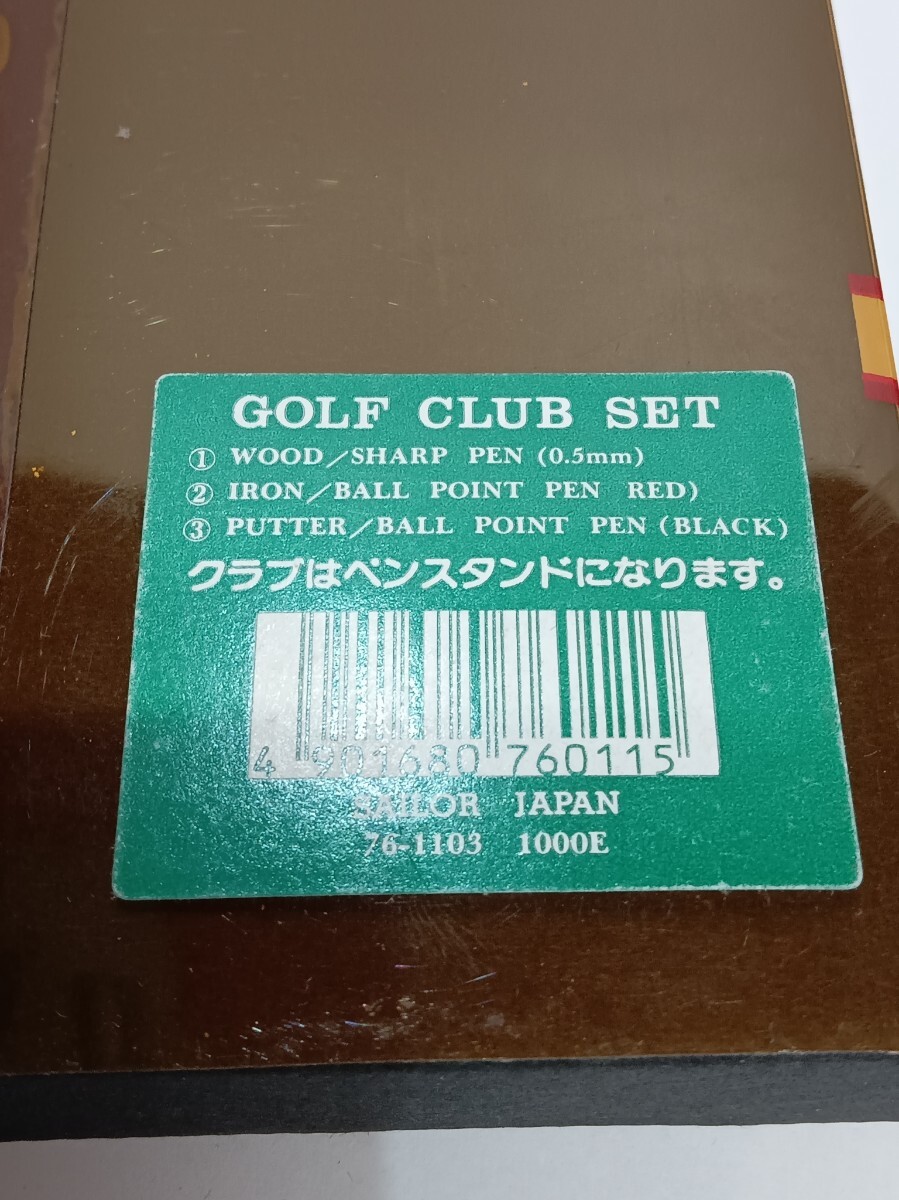 GOLF CLUB SET
① WOOD/SHARP PEN (0.5mm)
② IRON/BALL POINT PEN RED)
③ PUTTER/BALL POINT PEN (BLACK)
クラブはペンスタンドになります。
4 901680 760115
SAILOR JAPAN
76-1103 1000E